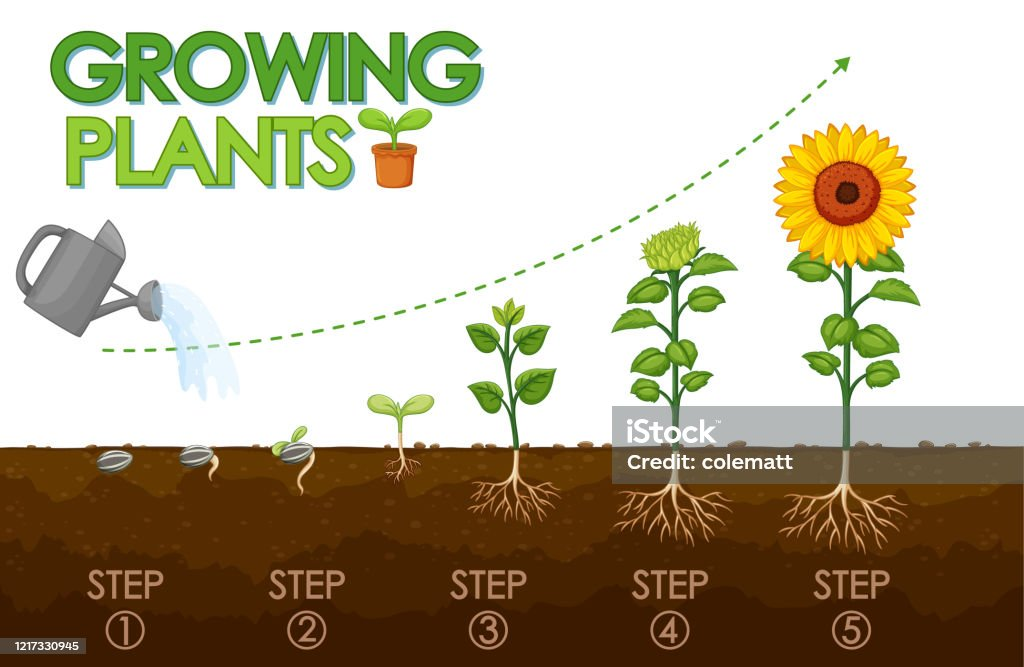 GROWING
PLANTS
iStock
Credit: colematt
STEP STEP STEP STEP STEP
1 2 3 4 5
1217330945